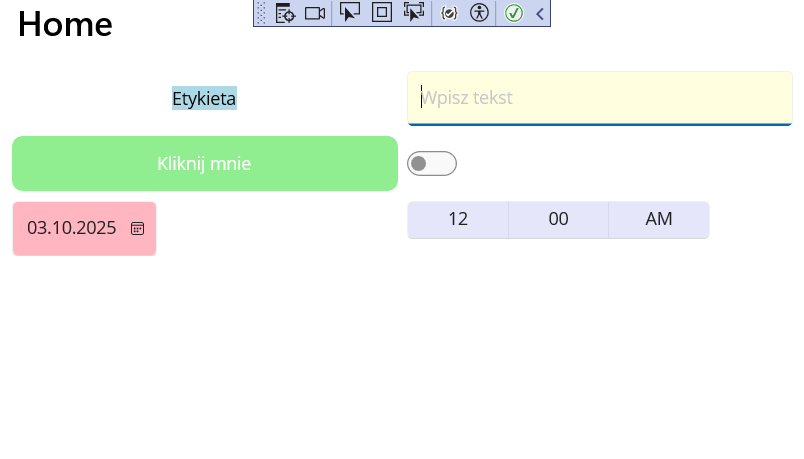 Home
Etykieta
Wpisz tekst
Kliknij mnie
03.10.2025
12 00 AM